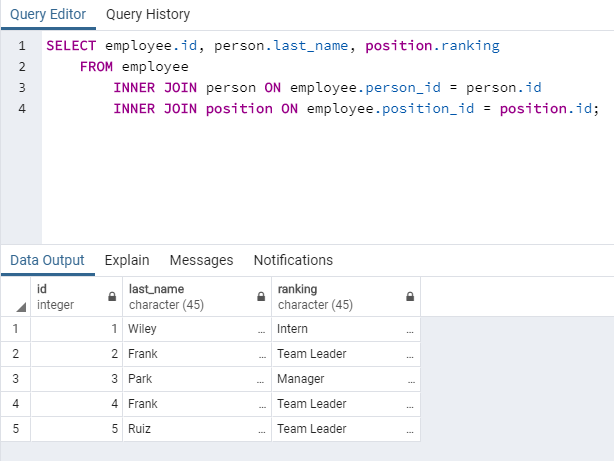 Query Editor Query History
1 SELECT employee.id, person.last_name, position.ranking
2 FROM employee
3 INNER JOIN person ON employee.person_id = person.id
4 INNER JOIN position ON employee.position_id = position.id;
Data Output Explain Messages Notifications
id last_name ranking
integer character (45) character (45)
1 1 Wiley ... Intern ...
2 2 Frank ... Team Leader ...
3 3 Park ... Manager ...
4 4 Frank ... Team Leader ...
5 5 Ruiz ... Team Leader ...